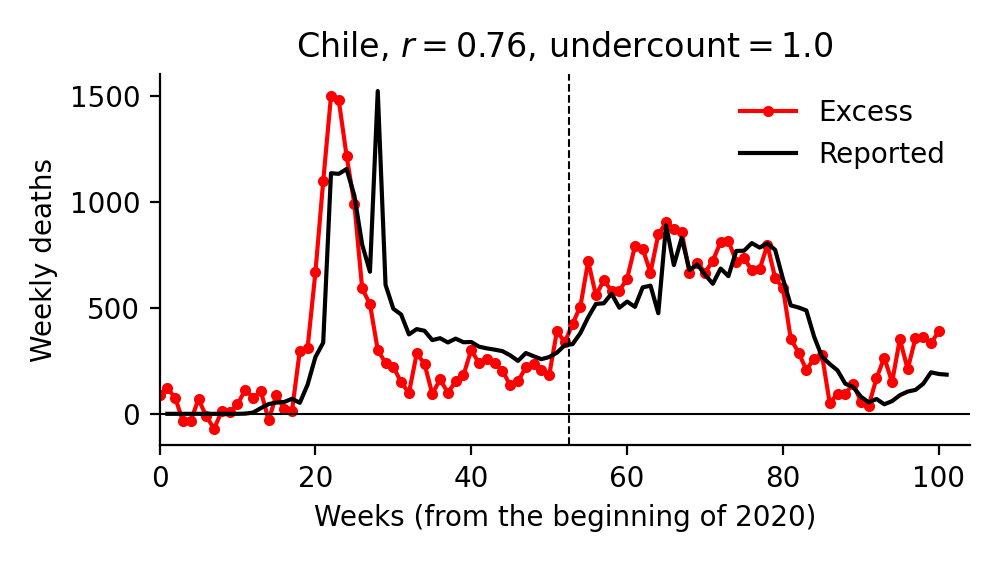 Chile, r = 0.76, undercount = 1.0
Excess
Reported
Weekly deaths
1500
1000
500
0
0 20 40 60 80 100
Weeks (from the beginning of 2020)